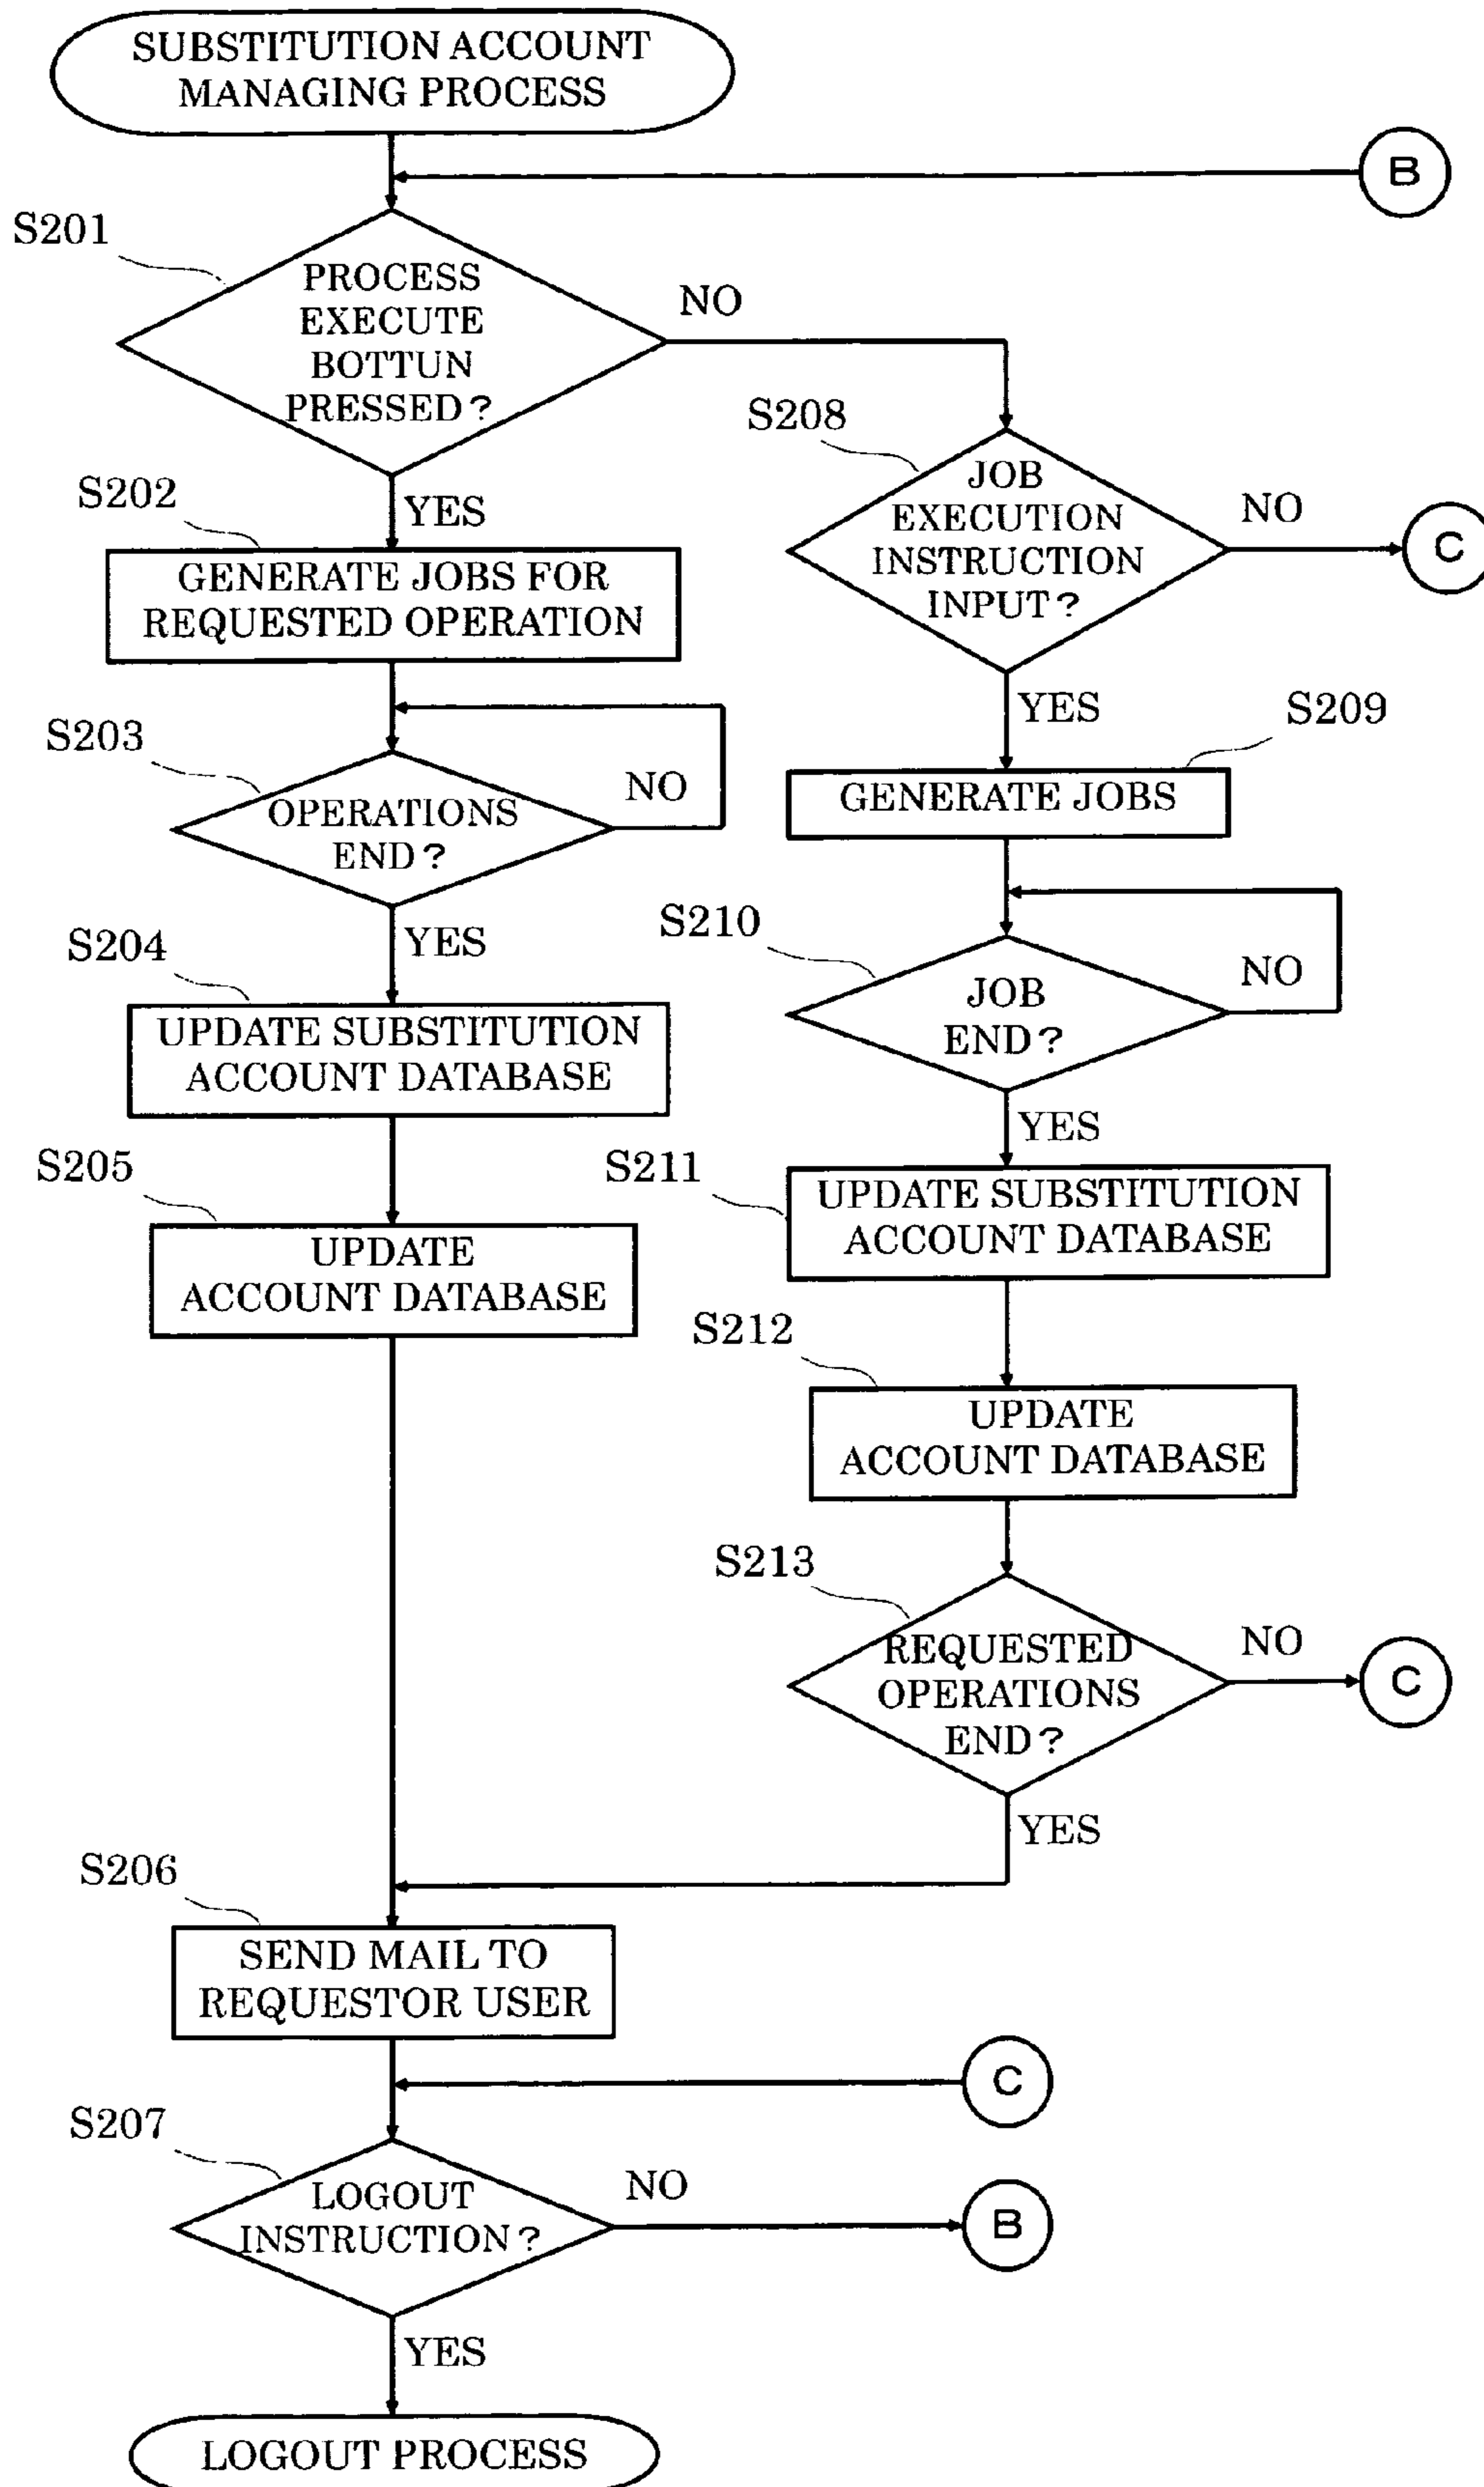 SUBSTITUTION ACCOUNT
MANAGING PROCESS
B
S201
PROCESS
EXECUTE
BOTTUN
PRESSED?
NO
YES
S202
GENERATE JOBS FOR
REQUESTED OPERATION
S203
OPERATIONS
END?
NO
YES
S204
UPDATE SUBSTITUTION
ACCOUNT DATABASE
S205
UPDATE
ACCOUNT DATABASE
S208
JOB
EXECUTION
INSTRUCTION
INPUT?
NO
C
YES
S209
GENERATE JOBS
S210
JOB
END?
NO
YES
S211
UPDATE SUBSTITUTION
ACCOUNT DATABASE
S212
UPDATE
ACCOUNT DATABASE
S213
REQUESTED
OPERATIONS
END?
NO
C
YES
S206
SEND MAIL TO
REQUESTOR USER
C
S207
LOGOUT
INSTRUCTION?
NO
B
YES
LOGOUT PROCESS